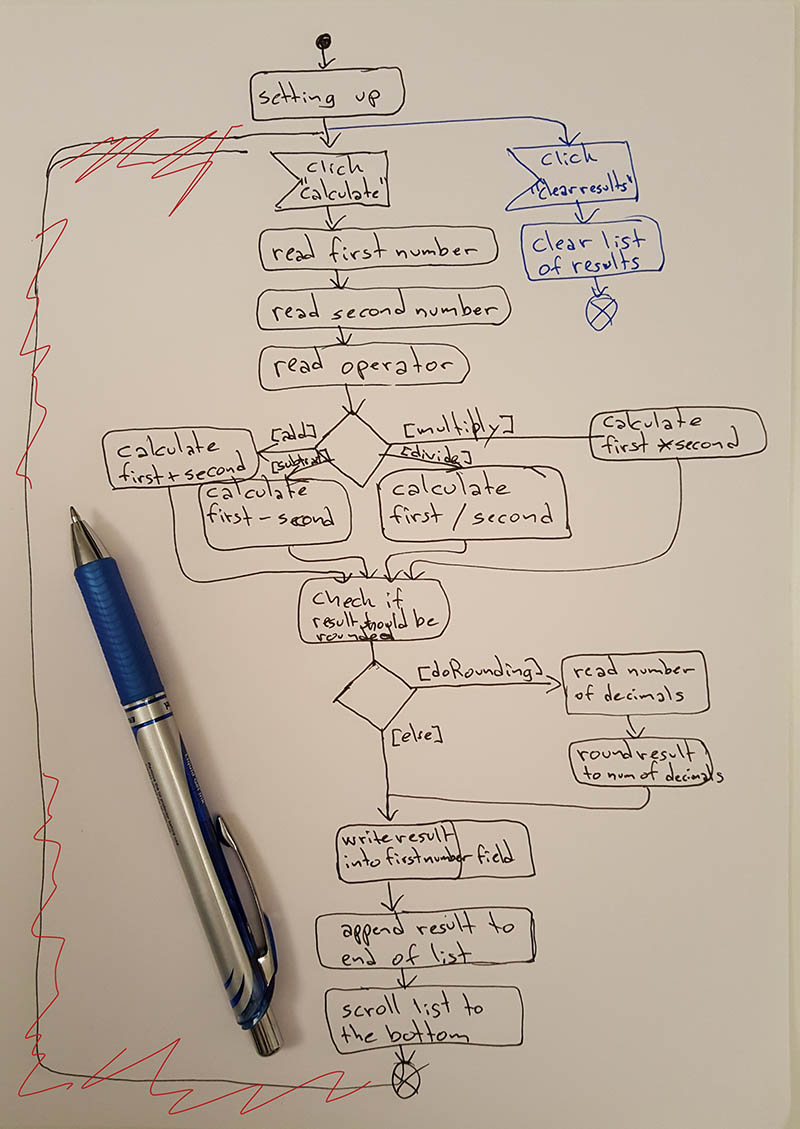 setting up
click
"Calculate"
click
"clear results"
read first number
clear list
of results
read second number
read operator
[add]
[multiply]
[subtract]
[divide]
calculate
first + second
calculate
first * second
calculate
first - second
calculate
first / second
check if
result should be
rounded
[doRounding]
read number
of decimals
[else]
round result
to num of decimals
write result
into first number field
append result to
end of list
scroll list to
the bottom